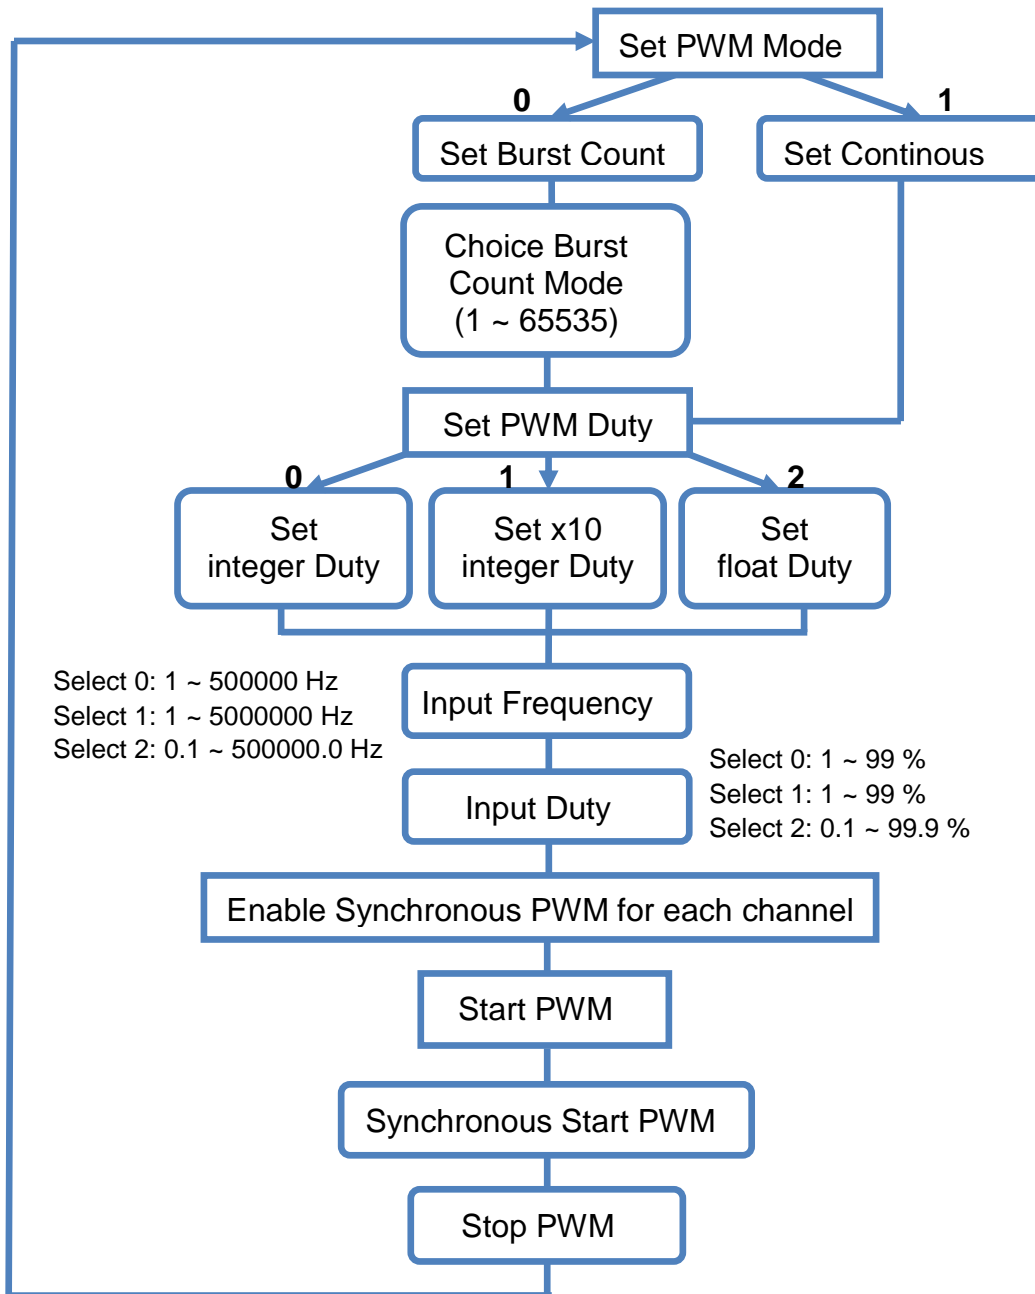 Set PWM Mode
0
1
Set Burst Count
Set Continous
Choice Burst
Count Mode
(1 ~ 65535)
Set PWM Duty
0
1
2
Set
integer Duty
Set x10
integer Duty
Set
float Duty
Select 0: 1 ~ 500000 Hz
Select 1: 1 ~ 5000000 Hz
Select 2: 0.1 ~ 500000.0 Hz
Input Frequency
Input Duty
Select 0: 1 ~ 99 %
Select 1: 1 ~ 99 %
Select 2: 0.1 ~ 99.9 %
Enable Synchronous PWM for each channel
Start PWM
Synchronous Start PWM
Stop PWM